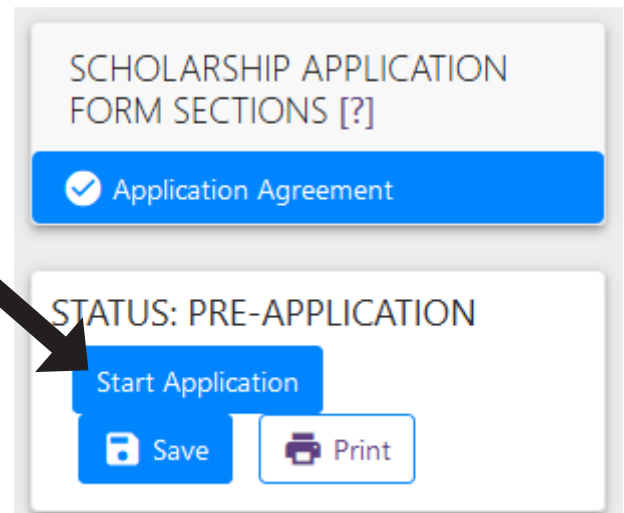 SCHOLARSHIP APPLICATION
FORM SECTIONS [?]
Application Agreement
STATUS: PRE-APPLICATION
Start Application
Save Print